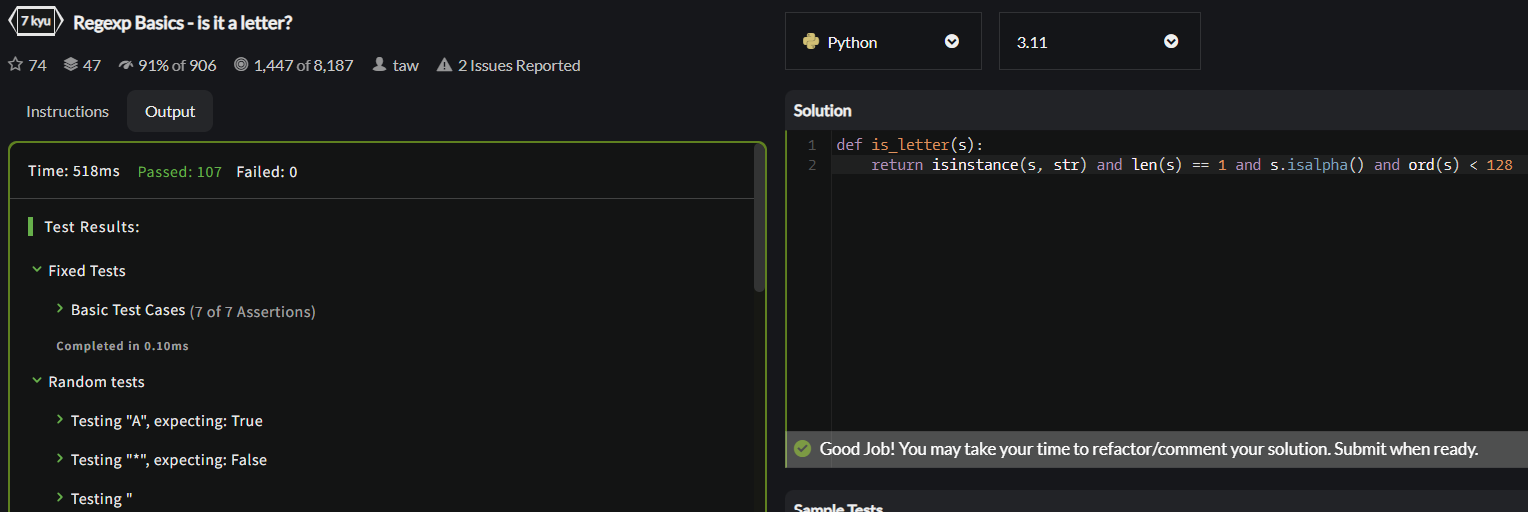 7 kyu Regexp Basics - is it a letter?
74 47 91% of 906 1,447 of 8,187 taw 2 Issues Reported
Instructions Output
Time: 518ms Passed: 107 Failed: 0
Test Results:
Fixed Tests
Basic Test Cases (7 of 7 Assertions)
Completed in 0.10ms
Random tests
Testing "A", expecting: True
Testing "*", expecting: False
Testing "
Python 3.11
Solution
1 def is_letter(s):
2 return isinstance(s, str) and len(s) == 1 and s.isalpha() and ord(s) < 128
Good Job! You may take your time to refactor/comment your solution. Submit when ready.
Sample Tests